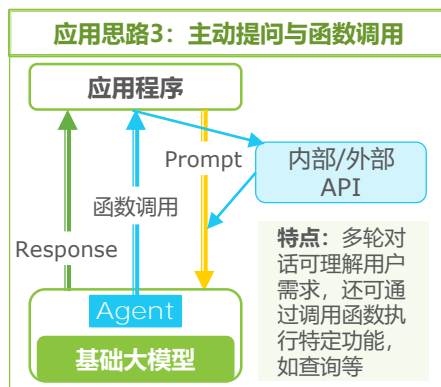 应用思路3：主动提问与函数调用
应用程序
Prompt
内部/外部
API
函数调用
Response
特点：多轮对
话可理解用户
需求，还可通
过调用函数执
行特定功能，
如查询等
Agent
基础大模型